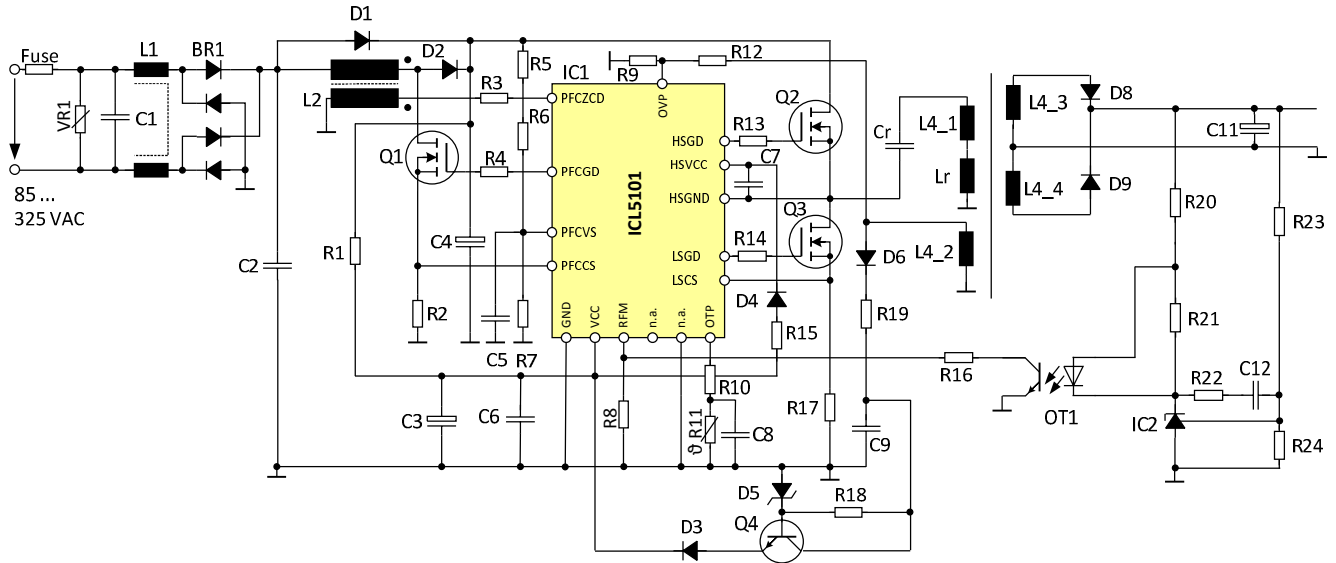 D1
L1
BR1
Fuse
D2
R5
R9
R12
R3
IC1
L2
PFCZCD
OVP
Q2
D8
VR1
C1
R6
Cr
L4_3
L4_1
C11
Q1
R4
HSGD
R13
C7
HSVCC
PFCGD
Lr
D9
L4_4
HSGND
85 ...
325 VAC
ICL5101
Q3
R20
R23
R1
C4
PFCVS
R14
LSGD
D6
L4_2
C2
PFCCS
LSCS
D4
R2
GND
VCC
RFM
n.a.
n.a.
OTP
R15
R19
R21
C5
R7
R10
R16
R22
C12
C3
C6
R8
ϑ R11
C8
R17
C9
OT1
IC2
R24
D5
R18
D3
Q4